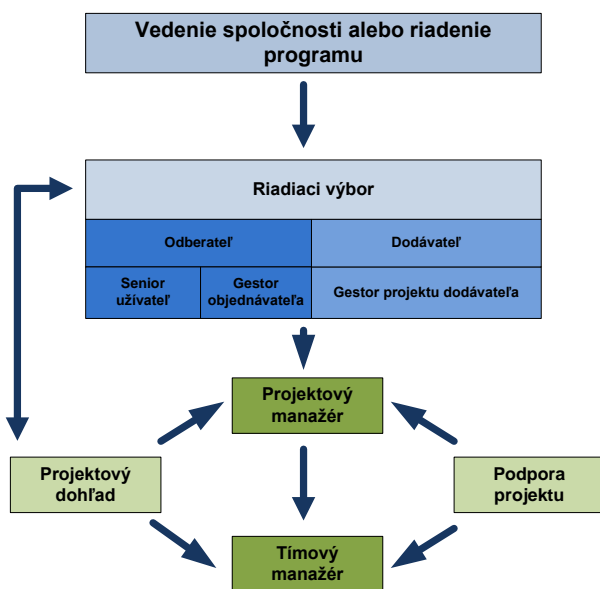 Vedenie spoločnosti alebo riadenie
programu
Riadiaci výbor
Odberateľ
Dodávateľ
Senior
užívateľ
Gestor
objednávateľa
Gestor projektu dodávateľa
Projektový
manažér
Projektový
dohľad
Podpora
projektu
Tímový
manažér